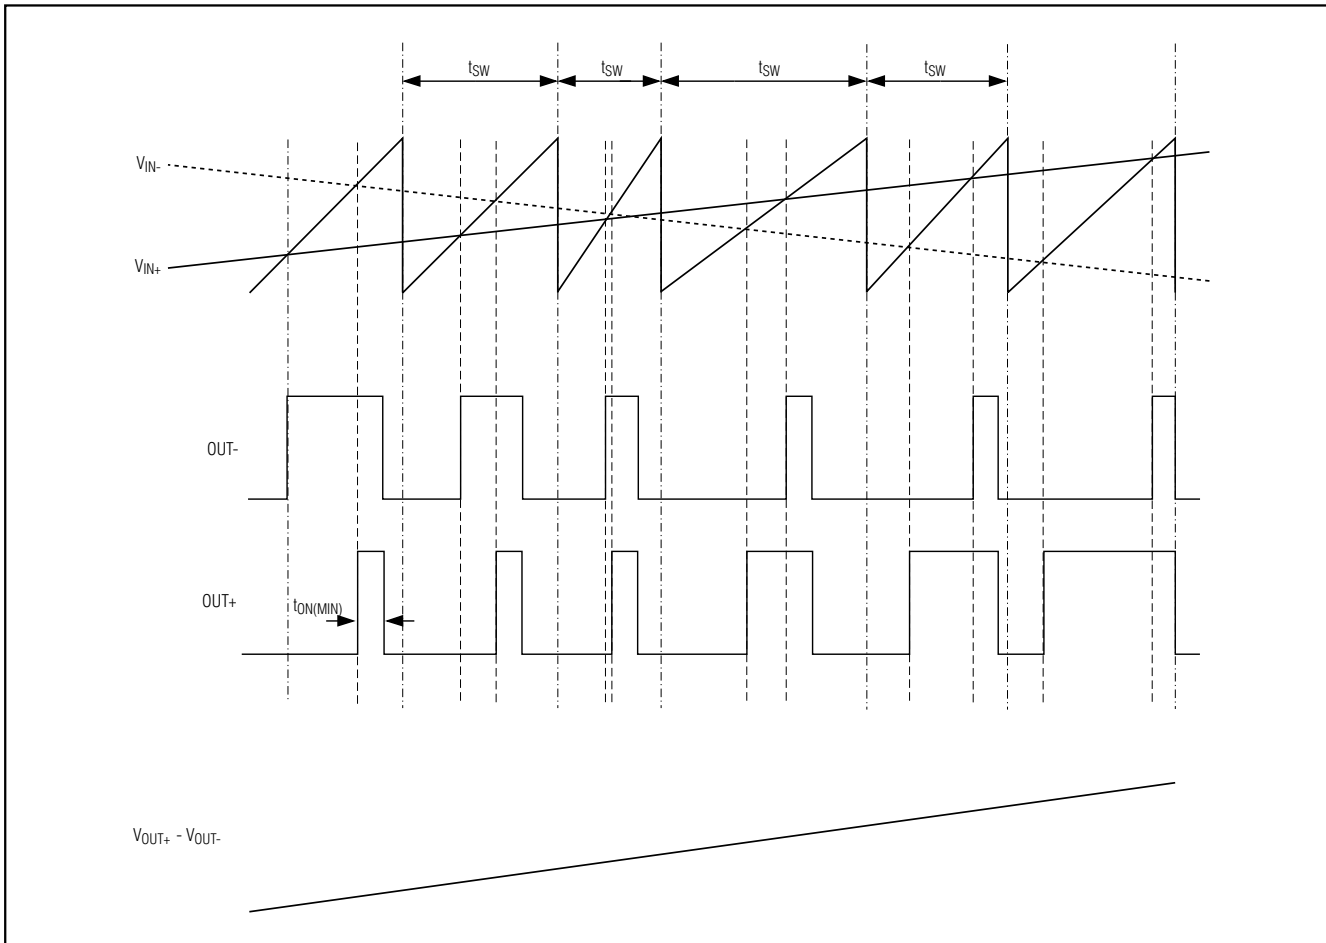 tSW tSW tSW tSW
VIN-
VIN+
OUT-
OUT+
tON(MIN)
VOUT+ - VOUT-